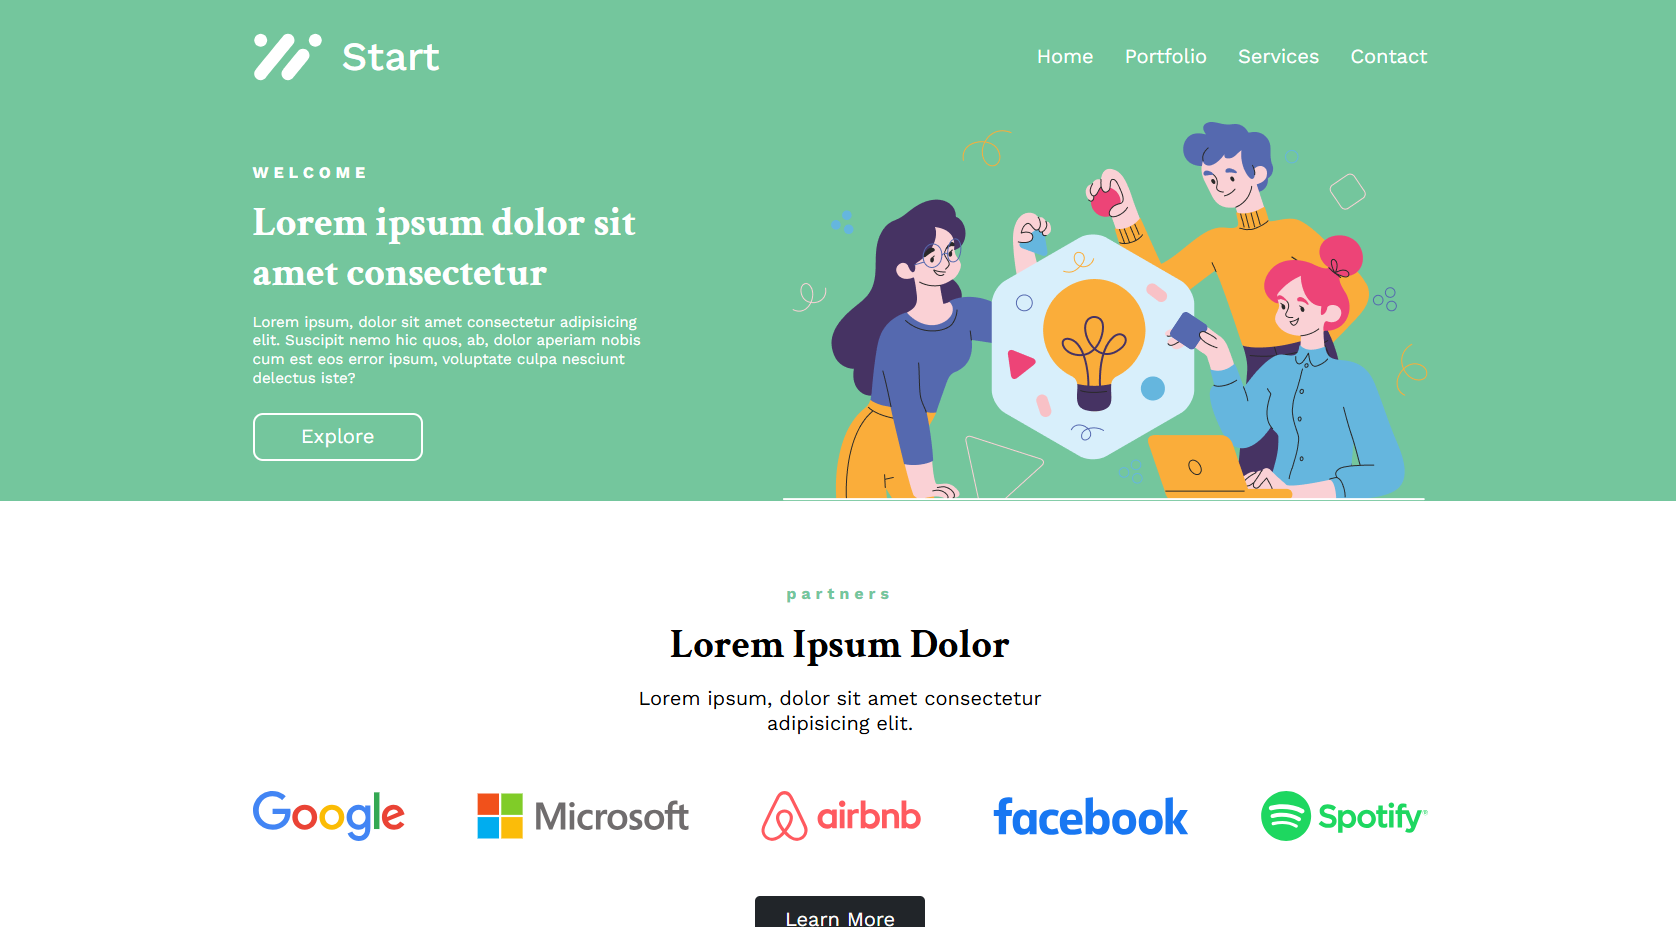 Start
Home Portfolio Services Contact
WELCOME
Lorem ipsum dolor sit
amet consectetur
Lorem ipsum, dolor sit amet consectetur adipisicing
elit. Suscipit nemo hic quos, ab, dolor aperiam nobis
cum est eos error ipsum, voluptate culpa nesciunt
delectus iste?
Explore
partners
Lorem Ipsum Dolor
Lorem ipsum, dolor sit amet consectetur
adipisicing elit.
Google Microsoft airbnb facebook Spotify
Learn More